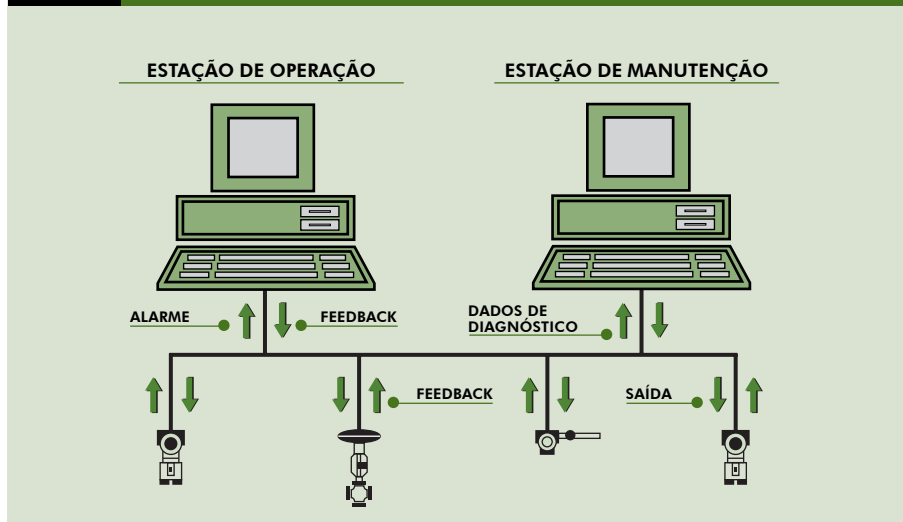 ESTAÇÃO DE OPERAÇÃO
ESTAÇÃO DE MANUTENÇÃO
ALARME
FEEDBACK
DADOS DE
DIAGNÓSTICO
FEEDBACK
SAÍDA